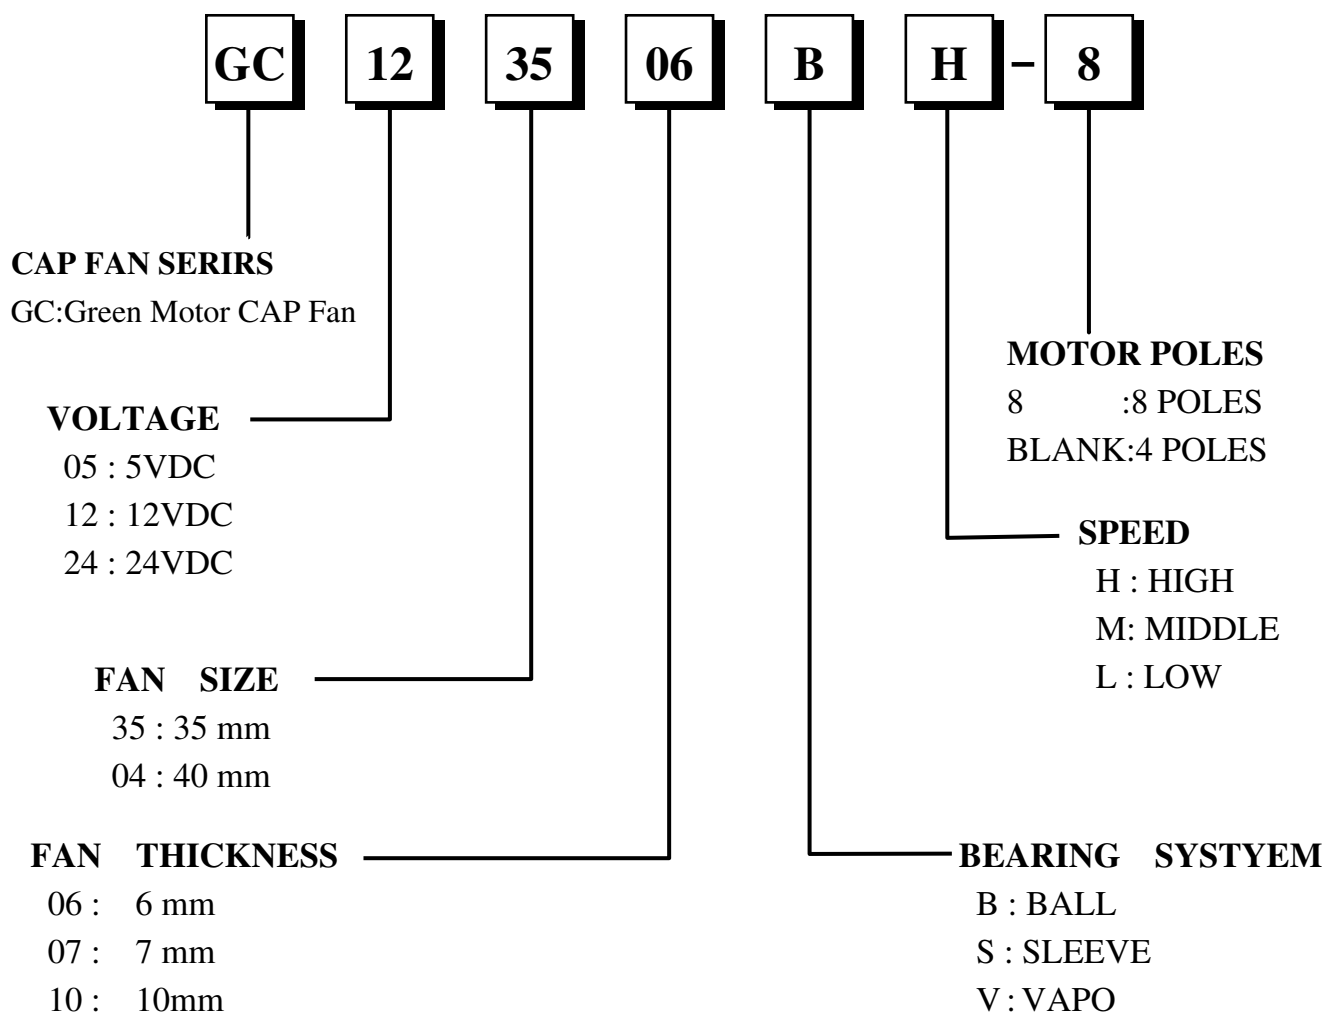 GC 12 35 06 B H - 8
CAP FAN SERIRS
GC:Green Motor CAP Fan
MOTOR POLES
8 :8 POLES
BLANK:4 POLES
VOLTAGE
05 : 5VDC
12 : 12VDC
24 : 24VDC
SPEED
H : HIGH
M: MIDDLE
L : LOW
FAN SIZE
35 : 35 mm
04 : 40 mm
FAN THICKNESS
06 : 6 mm
07 : 7 mm
10 : 10mm
BEARING SYSTYEM
B : BALL
S : SLEEVE
V : VAPO